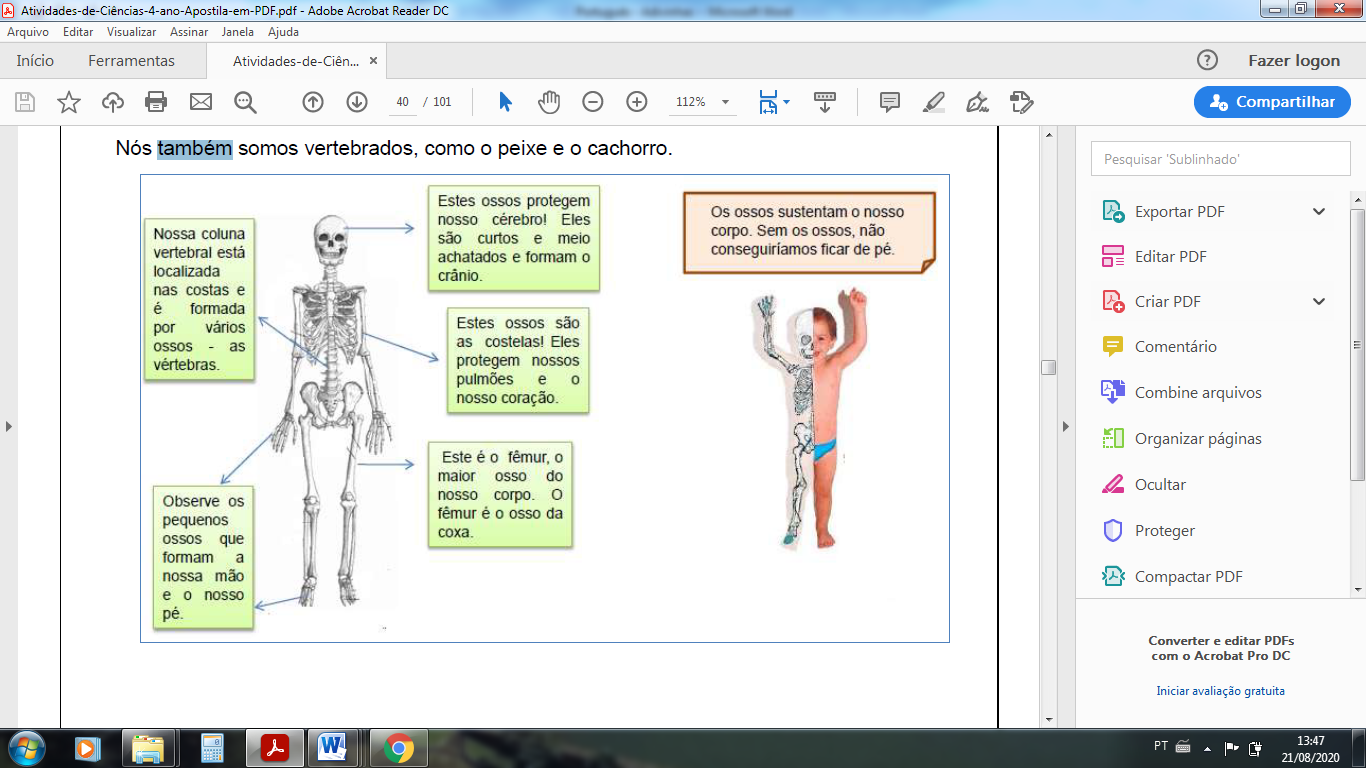 Atividades-de-Ciências-4-ano-Apostila-em-PDF.pdf - Adobe Acrobat Reader DC
Arquivo Editar Visualizar Assinar Janela Ajuda
Início Ferramentas Atividades-de-Ciên... × Fazer logon
40 / 101 112% Compartilhar
Nós também somos vertebrados, como o peixe e o cachorro.
Nossa coluna
vertebral está
localizada
nas costas e
é formada
por vários
ossos - as
vértebras.
Estes ossos protegem
nosso cérebro! Eles
são curtos e meio
achatados e formam o
crânio.
Estes ossos são
as costelas! Eles
protegem nossos
pulmões e o
nosso coração.
Este é o fêmur, o
maior osso do
nosso corpo. O
fêmur é o osso da
coxa.
Observe os
pequenos
ossos que
formam a
nossa mão
e o nosso
pé.
Os ossos sustentam o nosso
corpo. Sem os ossos, não
conseguiríamos ficar de pé.
Pesquisar 'Sublinhado'
Exportar PDF
Editar PDF
Criar PDF
Comentário
Combine arquivos
Organizar páginas
Ocultar
Proteger
Compactar PDF
Converter e editar PDFs
com o Acrobat Pro DC
Iniciar avaliação gratuita
PT 13:47
21/08/2020